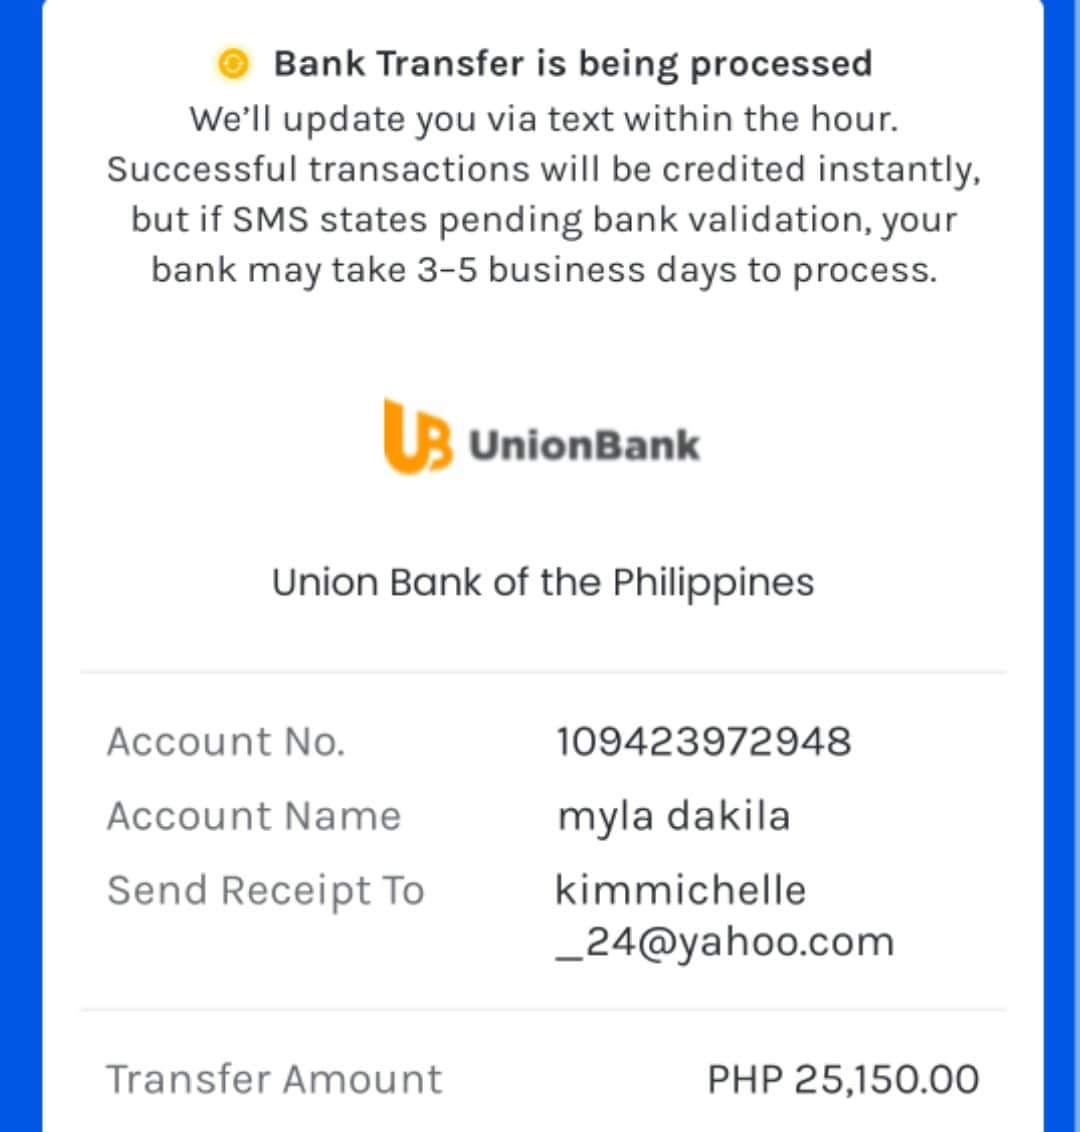 Bank Transfer is being processed
We’ll update you via text within the hour.
Successful transactions will be credited instantly,
but if SMS states pending bank validation, your
bank may take 3-5 business days to process.
UB UnionBank
Union Bank of the Philippines
Account No. 109423972948
Account Name myla dakila
Send Receipt To kimmichelle
_24@yahoo.com
Transfer Amount PHP 25,150.00